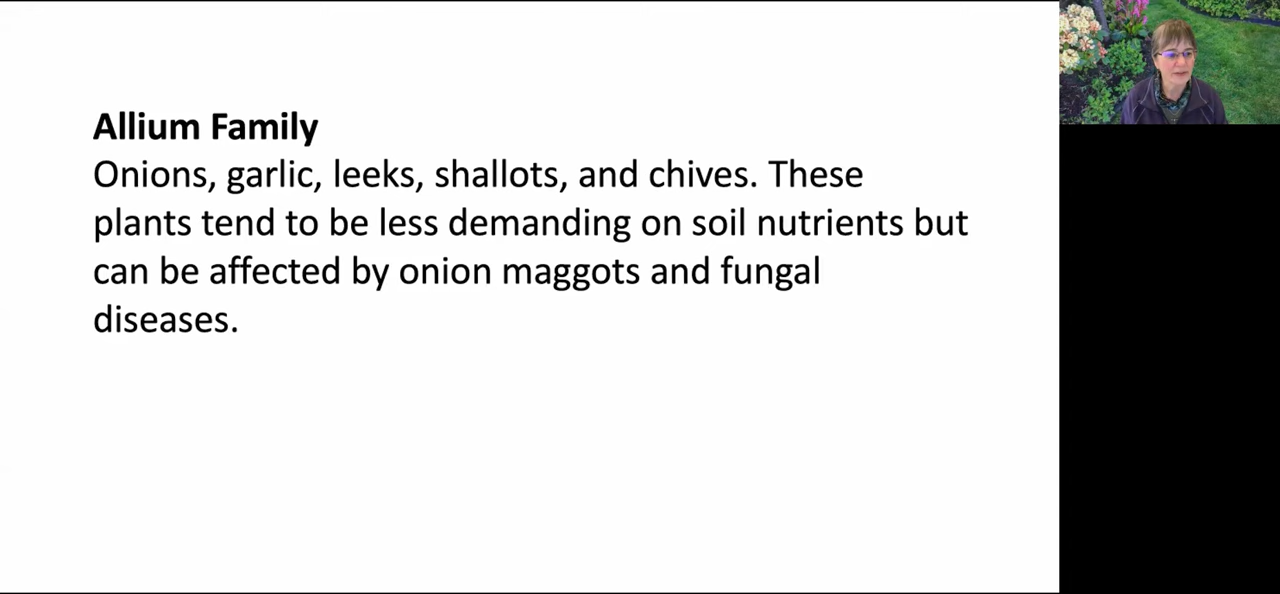 Allium Family
Onions, garlic, leeks, shallots, and chives. These
plants tend to be less demanding on soil nutrients but
can be affected by onion maggots and fungal
diseases.